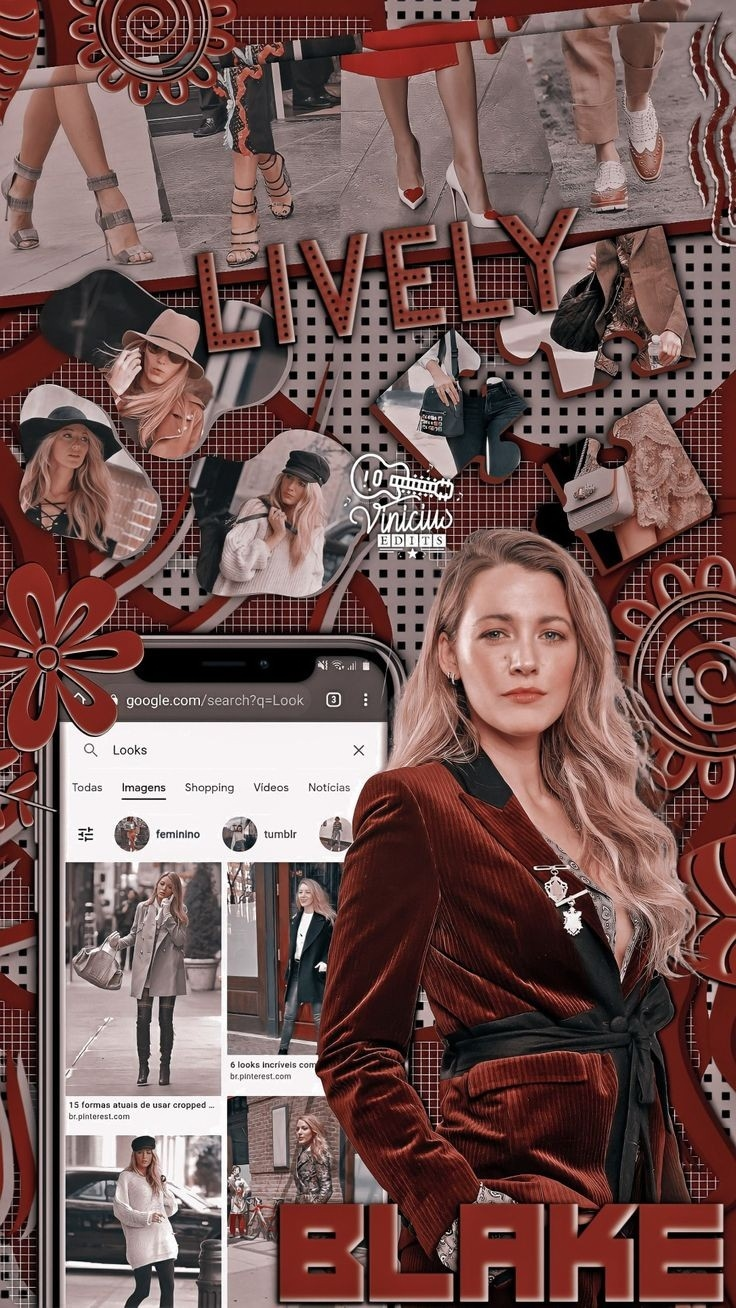 LIVELY
!0
Vinicius
EDITS
google.com/search?q=Look
3
Looks
Todas Imagens Shopping Vídeos Notícias
feminino tumblr
6 looks incríveis com
br.pinterest.com
15 formas atuais de usar cropped ...
br.pinterest.com
BLAKE